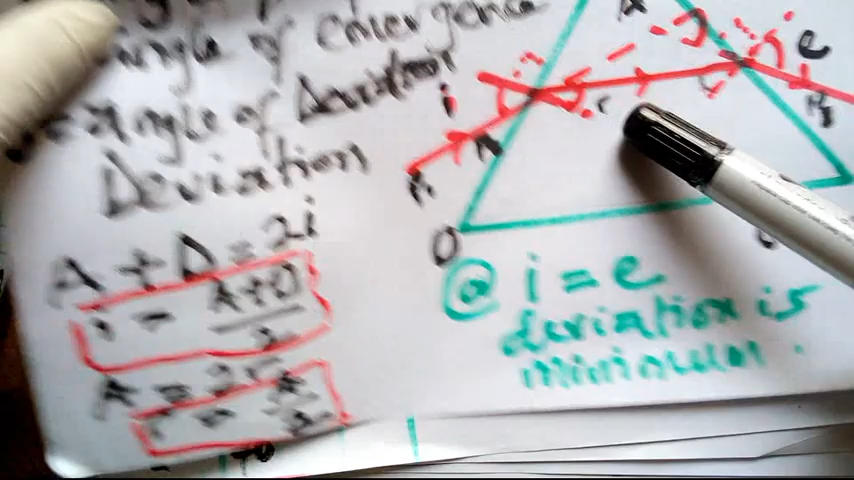 Angle of Emergence
Angle of Deviation
Deviation
A + D = 2i
i = A+D
2
A = 2r
r = A
2
A
i
r
e
O
@ i = e
deviation is
minimum.